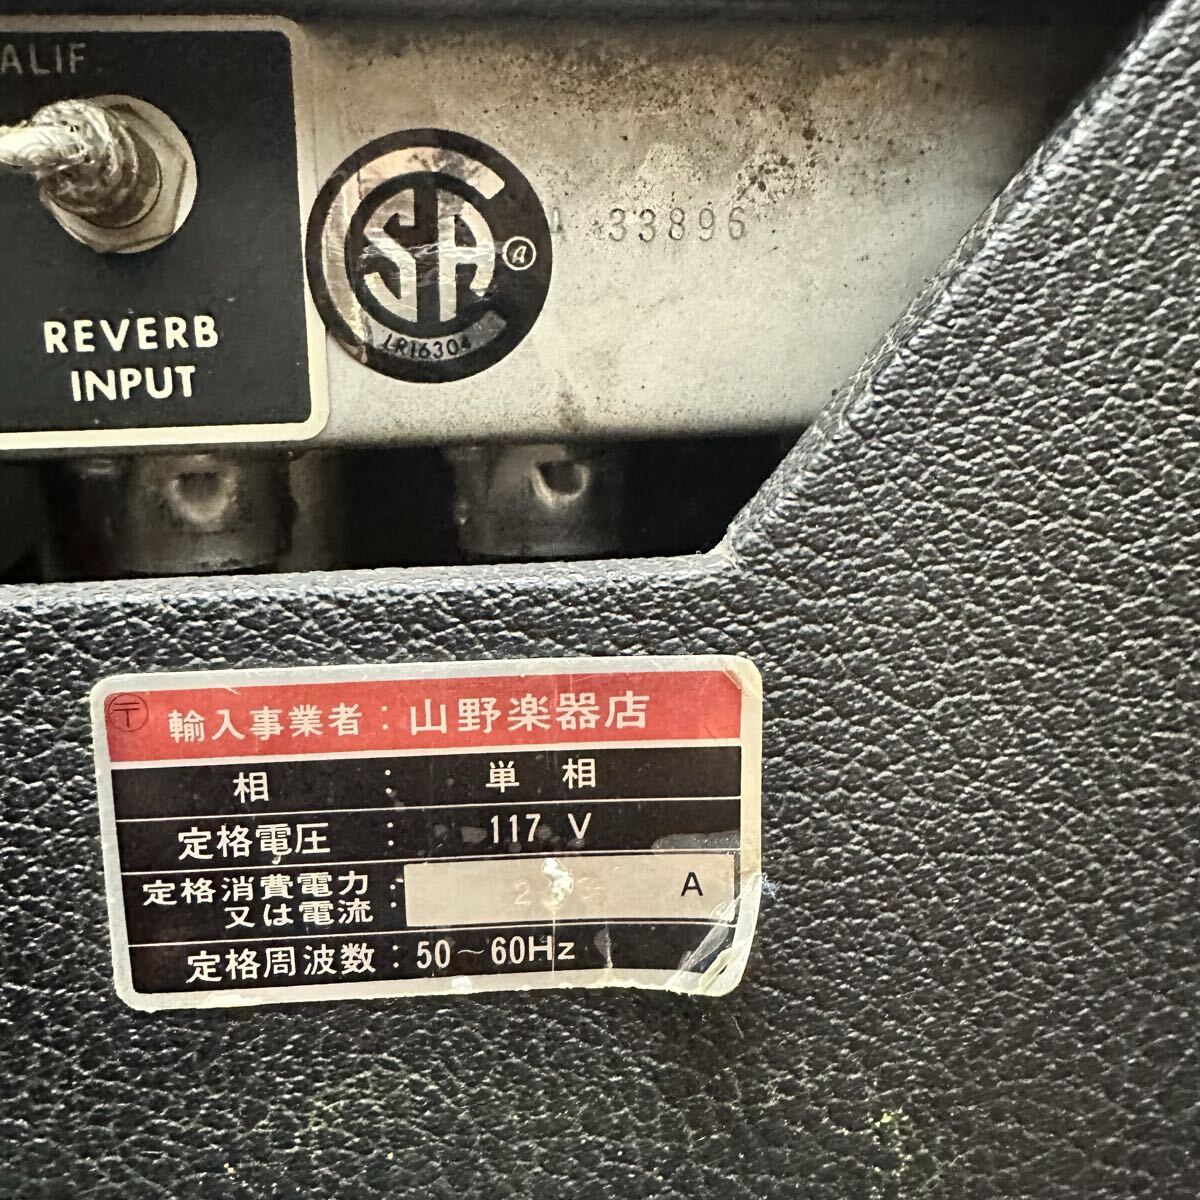 ALIF
REVERB
INPUT
SA
LR16304
A 33896
〒 輸入事業者：山野楽器店
相 ： 単相
定格電圧 ： 117 V
定格消費電力
又は電流 ： A
定格周波数：50～60Hz